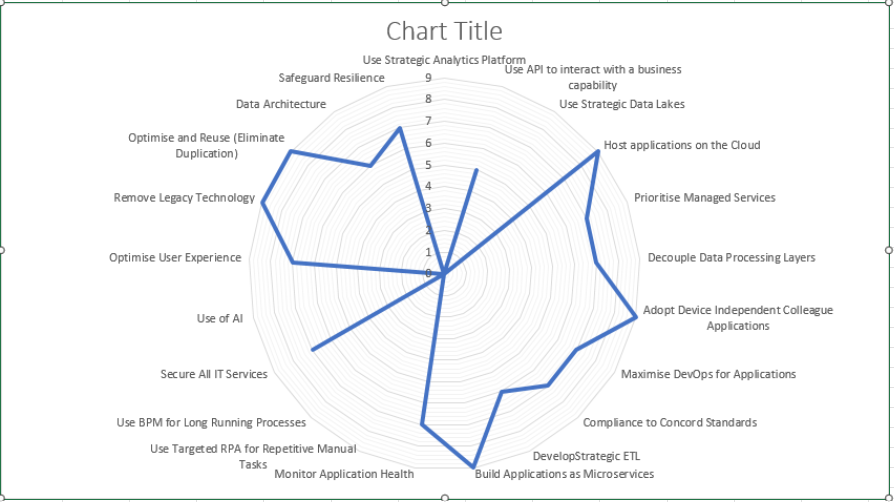 Chart Title
Use Strategic Analytics Platform
Use API to interact with a business
capability
Use Strategic Data Lakes
Host applications on the Cloud
Prioritise Managed Services
Decouple Data Processing Layers
Adopt Device Independent Colleague
Applications
Maximise DevOps for Applications
Compliance to Concord Standards
DevelopStrategic ETL
Build Applications as Microservices
Monitor Application Health
Use Targeted RPA for Repetitive Manual
Tasks
Use BPM for Long Running Processes
Secure All IT Services
Use of AI
Optimise User Experience
Remove Legacy Technology
Optimise and Reuse (Eliminate
Duplication)
Data Architecture
Safeguard Resilience
9
8
7
6
5
4
3
2
1
0